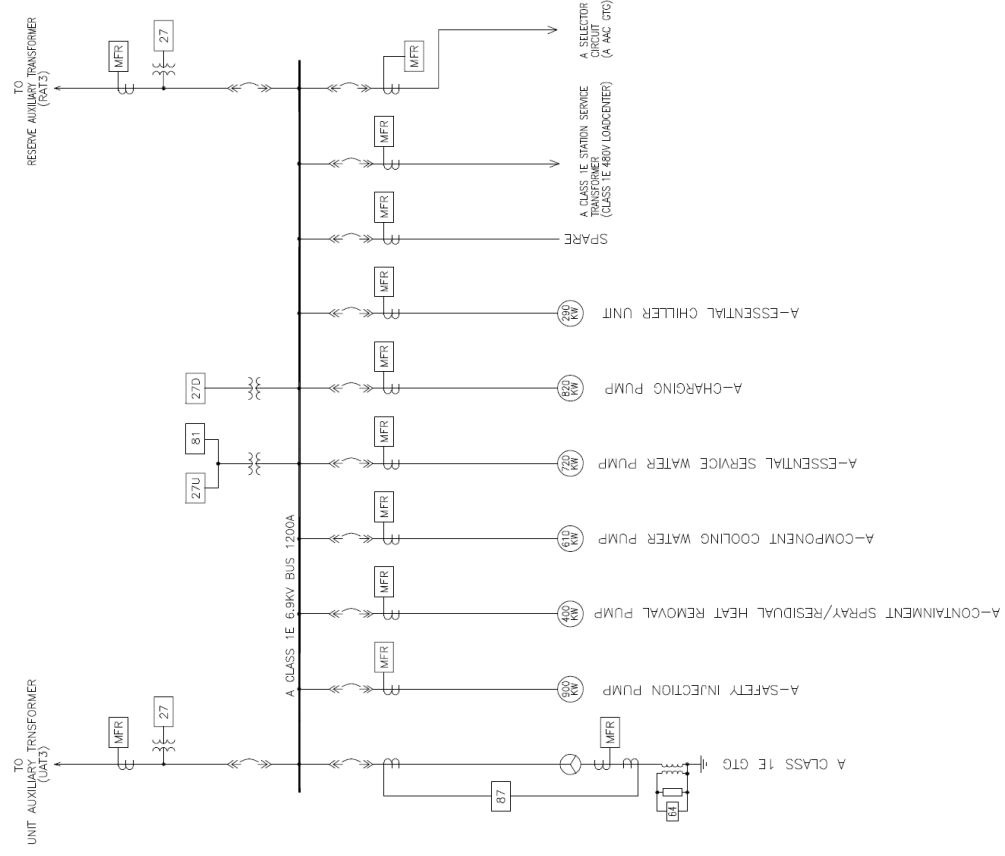 TO
RESERVE AUXILIARY TRANSFORMER
(RAT3)
MFR
27
MFR
A SELECTOR
CIRCUIT
(A AAC GTG)
MFR
A CLASS 1E STATION SERVICE
TRANSFORMER
(CLASS 1E 480V LOADCENTER)
MFR
SPARE
MFR
290
KW
A-ESSENTIAL CHILLER UNIT
27D
MFR
820
KW
A-CHARGING PUMP
81
27U
MFR
720
KW
A-ESSENTIAL SERVICE WATER PUMP
A CLASS 1E 6.9KV BUS 1200A
MFR
610
KW
A-COMPONENT COOLING WATER PUMP
MFR
400
KW
A-CONTAINMENT SPRAY/RESIDUAL HEAT REMOVAL PUMP
MFR
900
KW
A-SAFETY INJECTION PUMP
TO
UNIT AUXILIARY TRNSFORMER
(UAT3)
MFR
27
87
MFR
64
A CLASS 1E GTG